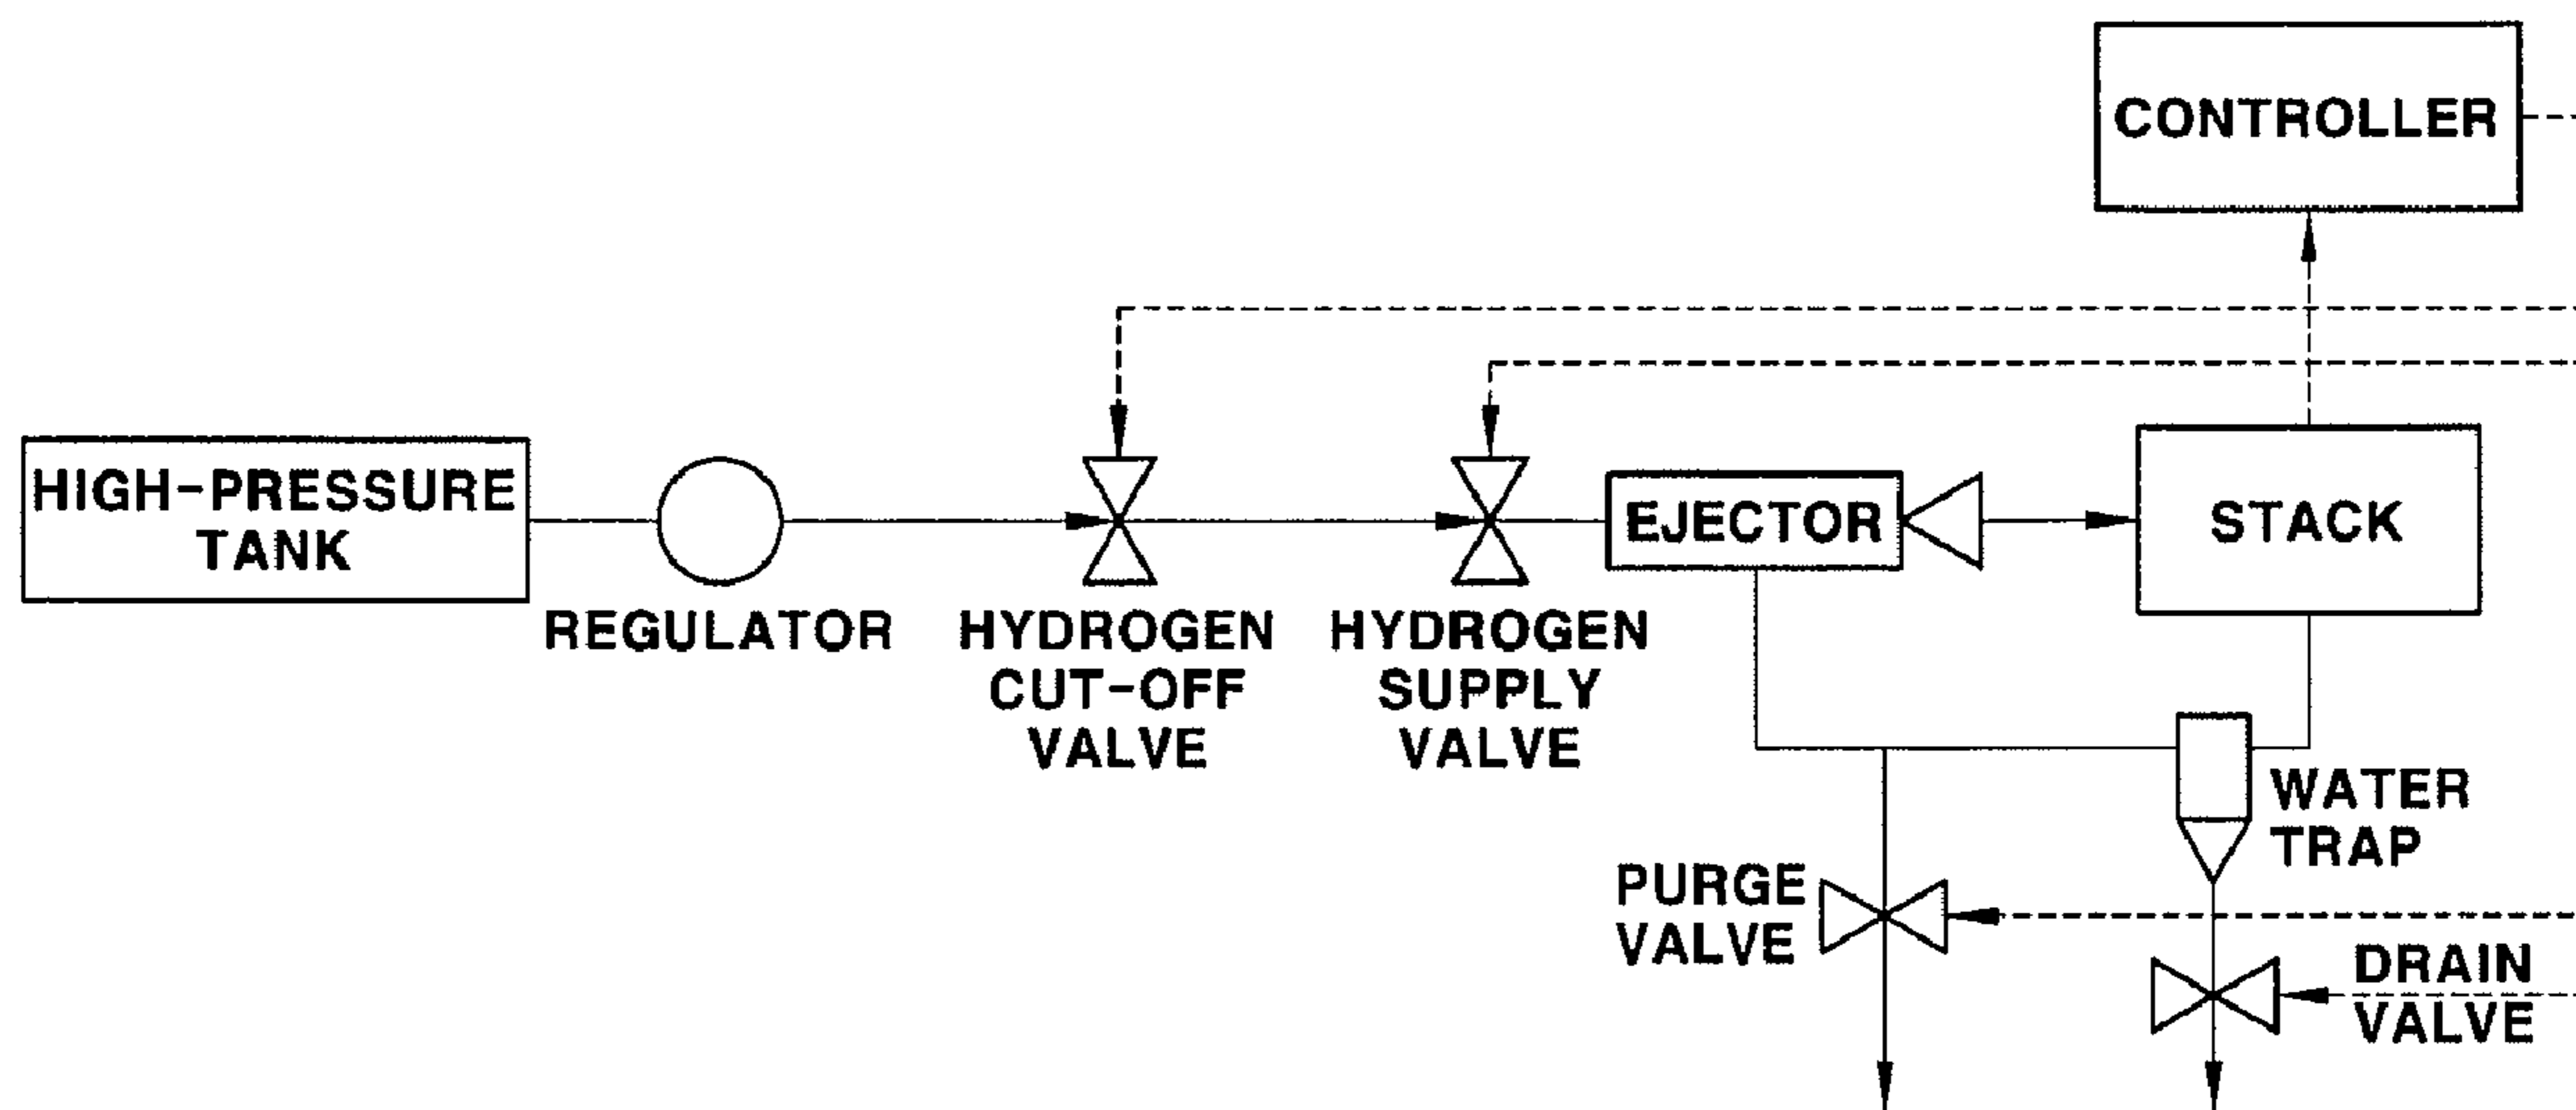 CONTROLLER
HIGH-PRESSURE
TANK
REGULATOR
HYDROGEN
CUT-OFF
VALVE
HYDROGEN
SUPPLY
VALVE
EJECTOR
STACK
WATER
TRAP
PURGE
VALVE
DRAIN
VALVE